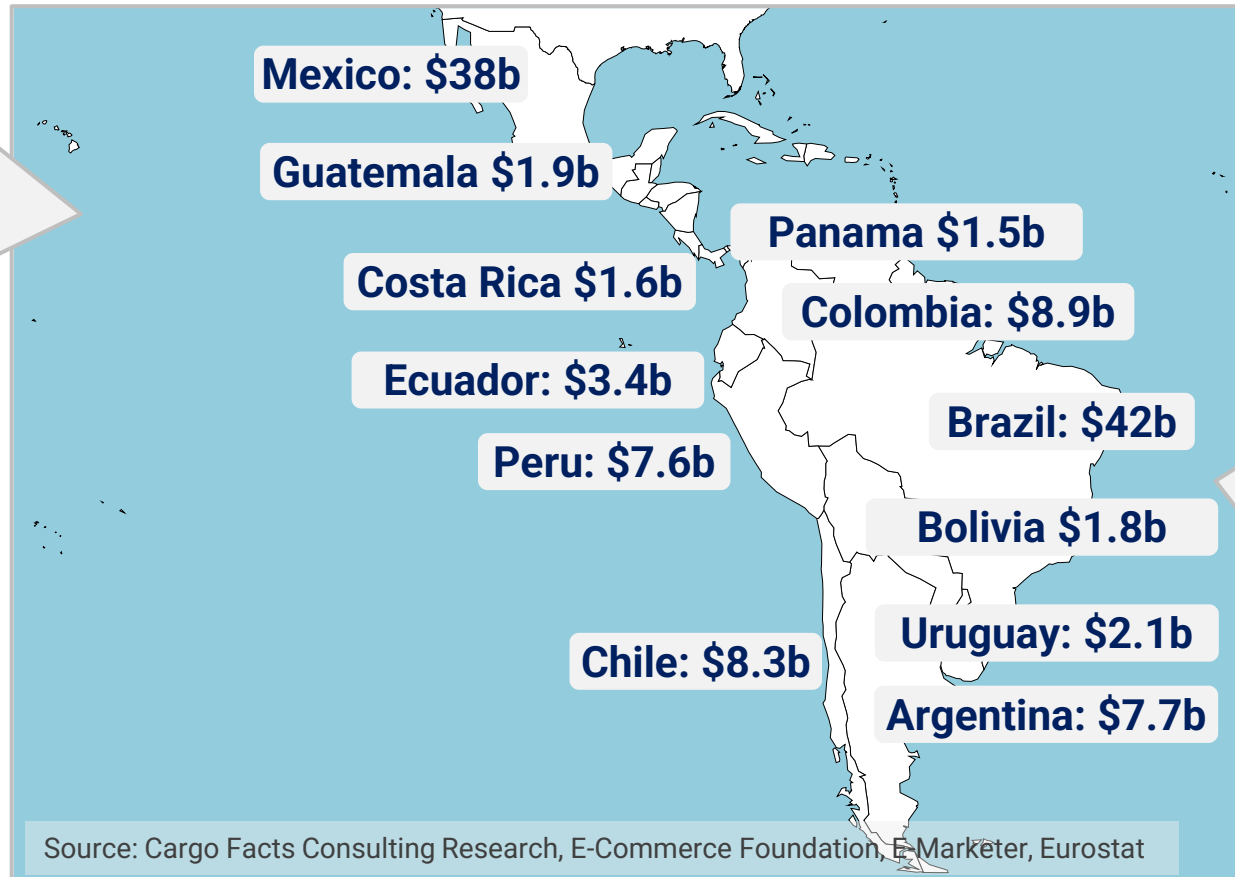 Mexico: $38b
Guatemala $1.9b
Panama $1.5b
Costa Rica $1.6b
Colombia: $8.9b
Ecuador: $3.4b
Brazil: $42b
Peru: $7.6b
Bolivia $1.8b
Uruguay: $2.1b
Chile: $8.3b
Argentina: $7.7b
Source: Cargo Facts Consulting Research, E-Commerce Foundation, E-Marketer, Eurostat